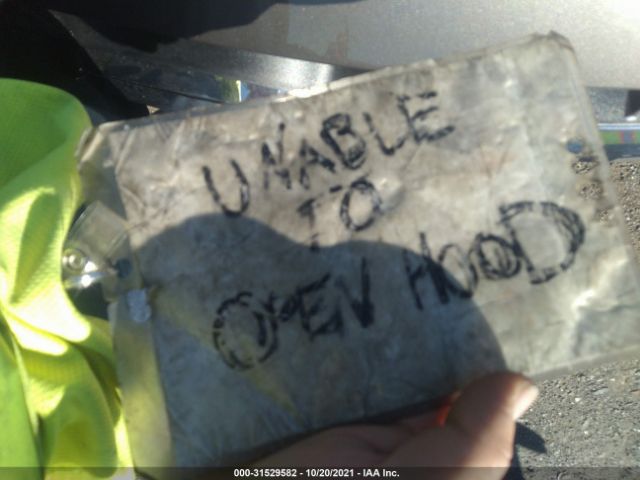 UNABLE
TO
OPEN HOOD
000-31529582 - 10/20/2021 - IAA Inc.